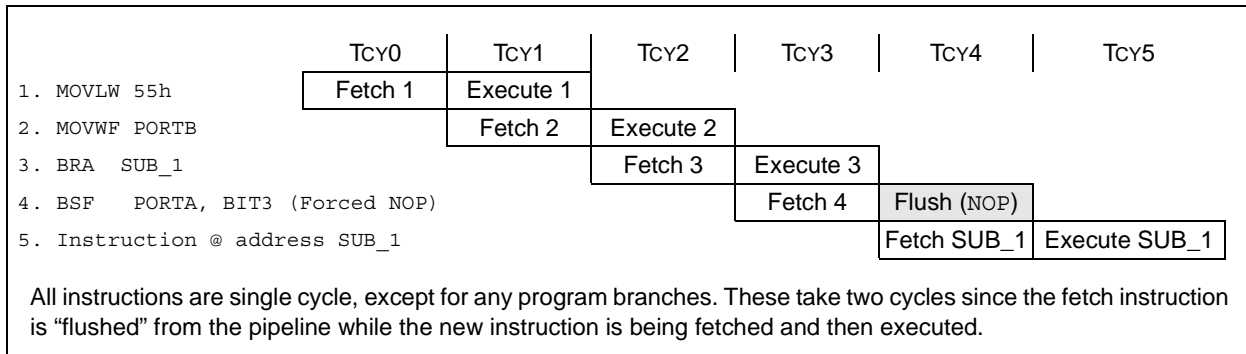 TCY0 TCY1 TCY2 TCY3 TCY4 TCY5
1. MOVLW 55h Fetch 1 Execute 1
2. MOVWF PORTB Fetch 2 Execute 2
3. BRA SUB_1 Fetch 3 Execute 3
4. BSF PORTA, BIT3 (Forced NOP) Fetch 4 Flush (NOP)
5. Instruction @ address SUB_1 Fetch SUB_1 Execute SUB_1
All instructions are single cycle, except for any program branches. These take two cycles since the fetch instruction
is “flushed” from the pipeline while the new instruction is being fetched and then executed.